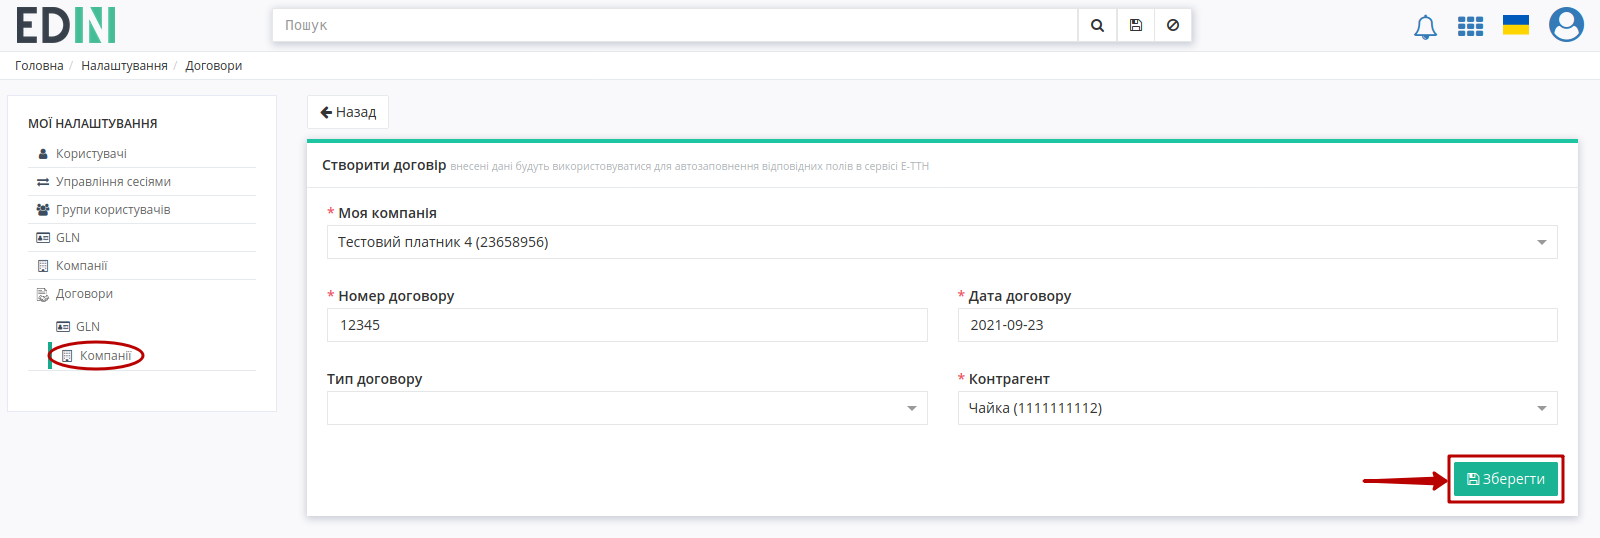 EDIN
Пошук
Головна / Налаштування / Договори
МОЇ НАЛАШТУВАННЯ
Користувачі
Управління сесіями
Групи користувачів
GLN
Компанії
Договори
GLN
Компанії
Назад
Створити договір внесені дані будуть використовуватися для автозаповнення відповідних полів в сервісі Е-ТТН
* Моя компанія
Тестовий платник 4 (23658956)
* Номер договору
12345
* Дата договору
2021-09-23
Тип договору
* Контрагент
Чайка (1111111112)
Зберегти